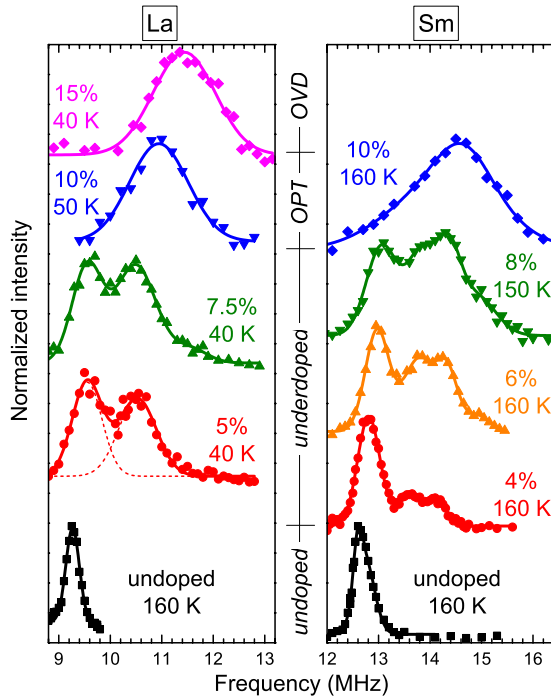 La
Sm
Normalized intensity
15%
40 K
10%
50 K
7.5%
40 K
5%
40 K
undoped
160 K
OVD
OPT
underdoped
undoped
10%
160 K
8%
150 K
6%
160 K
4%
160 K
undoped
160 K
9 10 11 12 13
12 13 14 15 16
Frequency (MHz)